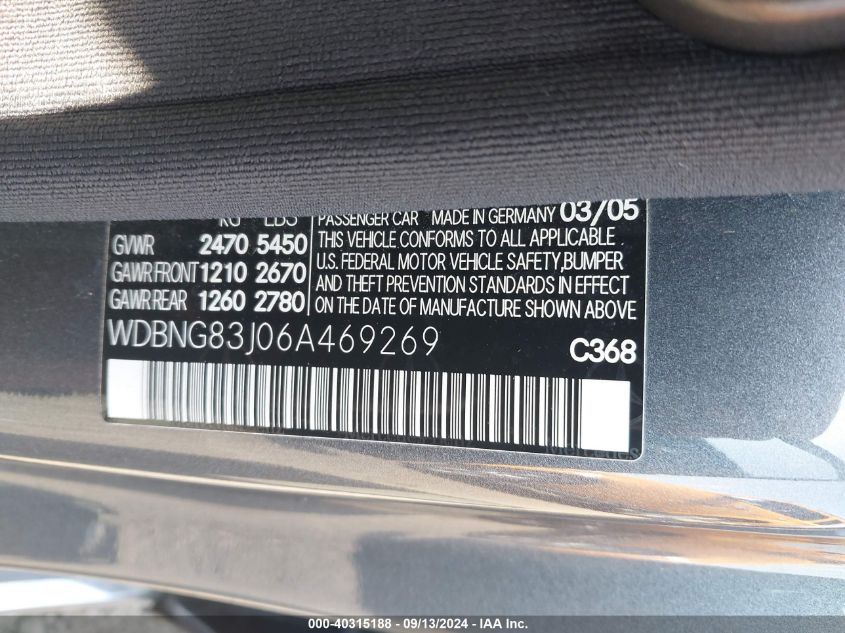 KG LBS
PASSENGER CAR MADE IN GERMANY 03/05
GVWR 2470 5450
GAWR FRONT 1210 2670
GAWR REAR 1260 2780
THIS VEHICLE CONFORMS TO ALL APPLICABLE
U.S. FEDERAL MOTOR VEHICLE SAFETY,BUMPER
AND THEFT PREVENTION STANDARDS IN EFFECT
ON THE DATE OF MANUFACTURING SHOWN ABOVE
WDBNG83J06A469269
C368
000-40315188 - 09/13/2024 - IAA Inc.